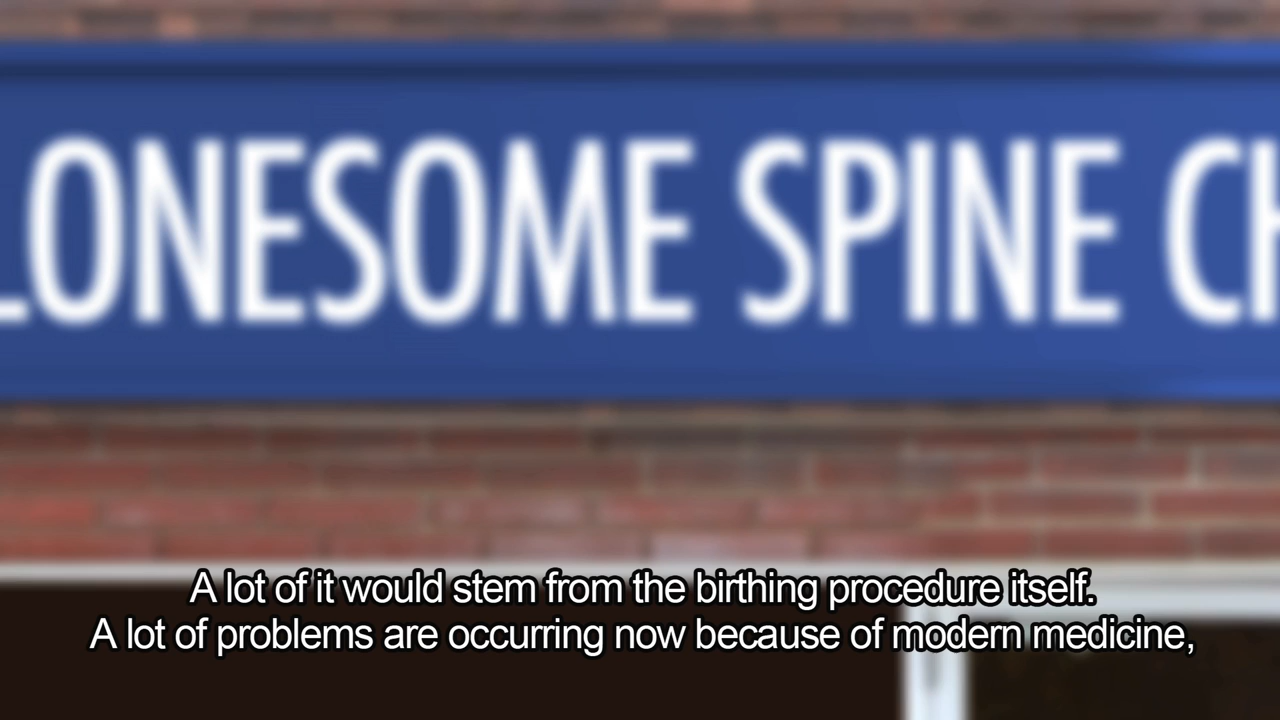 LONESOME SPINE CH
A lot of it would stem from the birthing procedure itself.
A lot of problems are occurring now because of modern medicine,